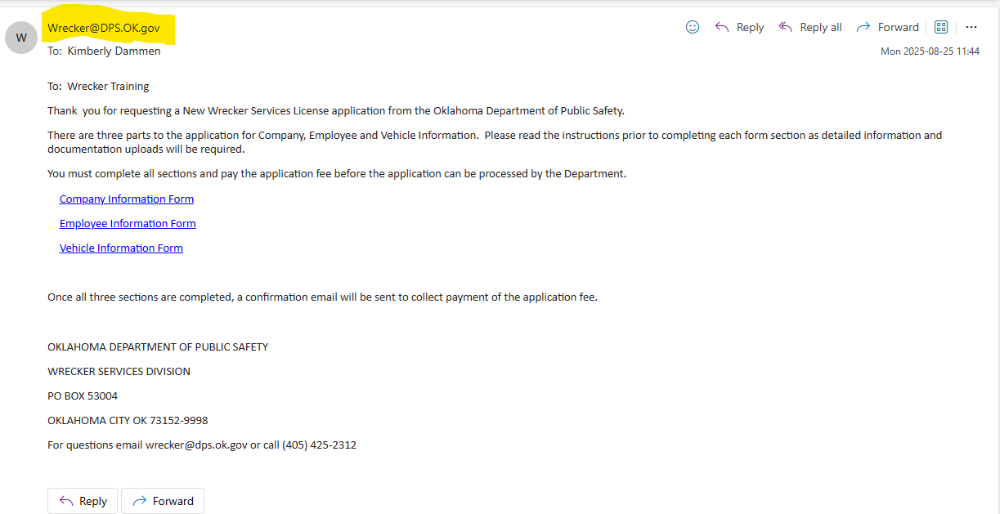 W
Wrecker@DPS.OK.gov
Reply
Reply all
Forward
To: Kimberly Dammen
Mon 2025-08-25 11:44
To: Wrecker Training
Thank you for requesting a New Wrecker Services License application from the Oklahoma Department of Public Safety.
There are three parts to the application for Company, Employee and Vehicle Information. Please read the instructions prior to completing each form section as detailed information and
documentation uploads will be required.
You must complete all sections and pay the application fee before the application can be processed by the Department.
Company Information Form
Employee Information Form
Vehicle Information Form
Once all three sections are completed, a confirmation email will be sent to collect payment of the application fee.
OKLAHOMA DEPARTMENT OF PUBLIC SAFETY
WRECKER SERVICES DIVISION
PO BOX 53004
OKLAHOMA CITY OK 73152-9998
For questions email wrecker@dps.ok.gov or call (405) 425-2312
Reply
Forward